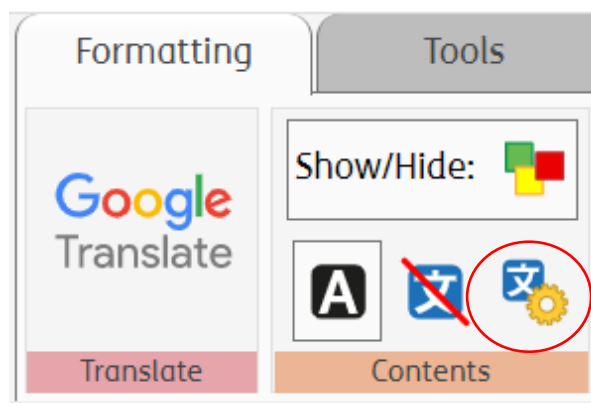 Formatting
Tools
Google
Translate
Show/Hide:
A
文
文
Translate
Contents